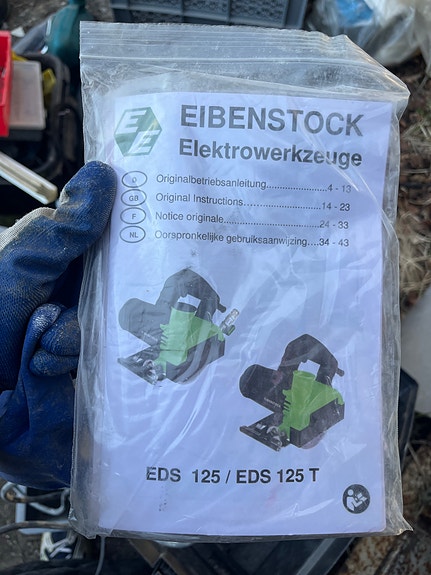 EE
EIBENSTOCK
Elektrowerkzeuge
D Originalbetriebsanleitung....................4 - 13
GB Original Instructions.........................14 - 23
F Notice originale................................24 - 33
NL Oorspronkelijke gebruiksaanwijzing....34 - 43
EDS 125 / EDS 125 T